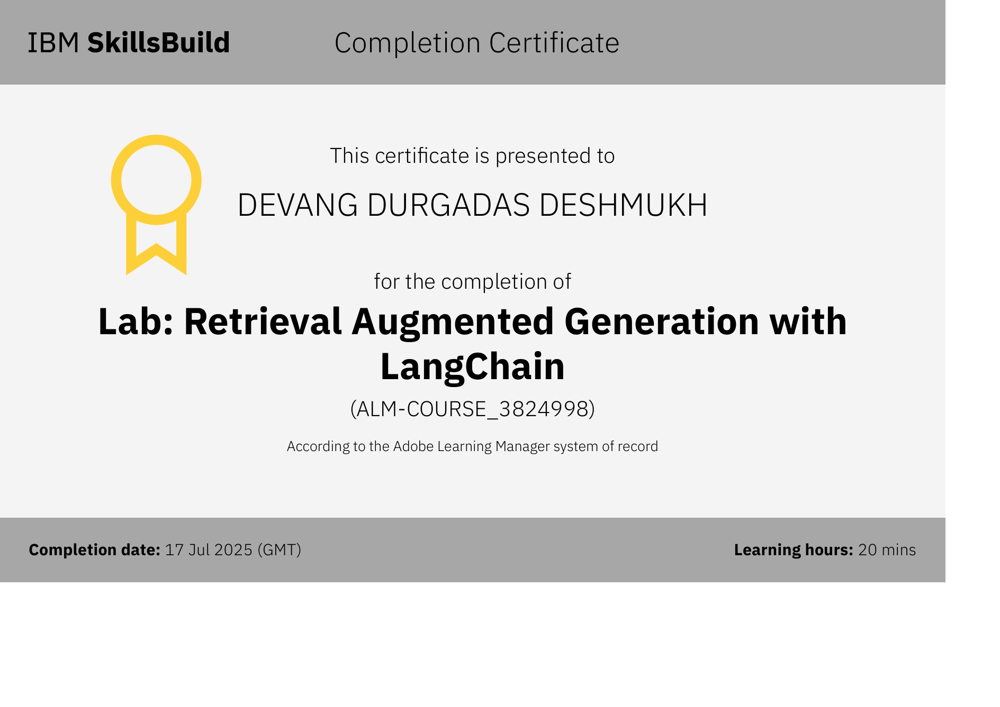 IBM SkillsBuild
Completion Certificate
This certificate is presented to
DEVANG DURGADAS DESHMUKH
for the completion of
Lab: Retrieval Augmented Generation with
LangChain
(ALM-COURSE_3824998)
According to the Adobe Learning Manager system of record
Completion date: 17 Jul 2025 (GMT)
Learning hours: 20 mins